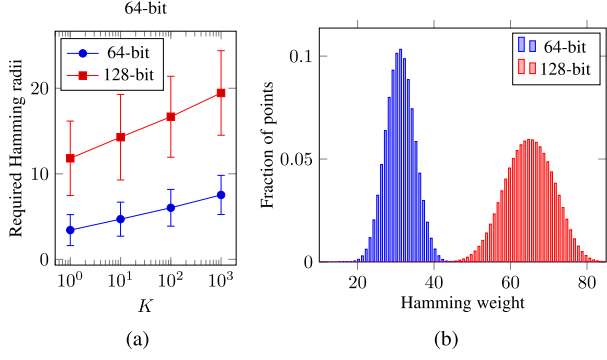 64-bit
64-bit
128-bit
Required Hamming radii
20
10
0
10^0
10^1
10^2
10^3
K
(a)
64-bit
128-bit
Fraction of points
0.1
0.05
0
20
40
60
80
Hamming weight
(b)